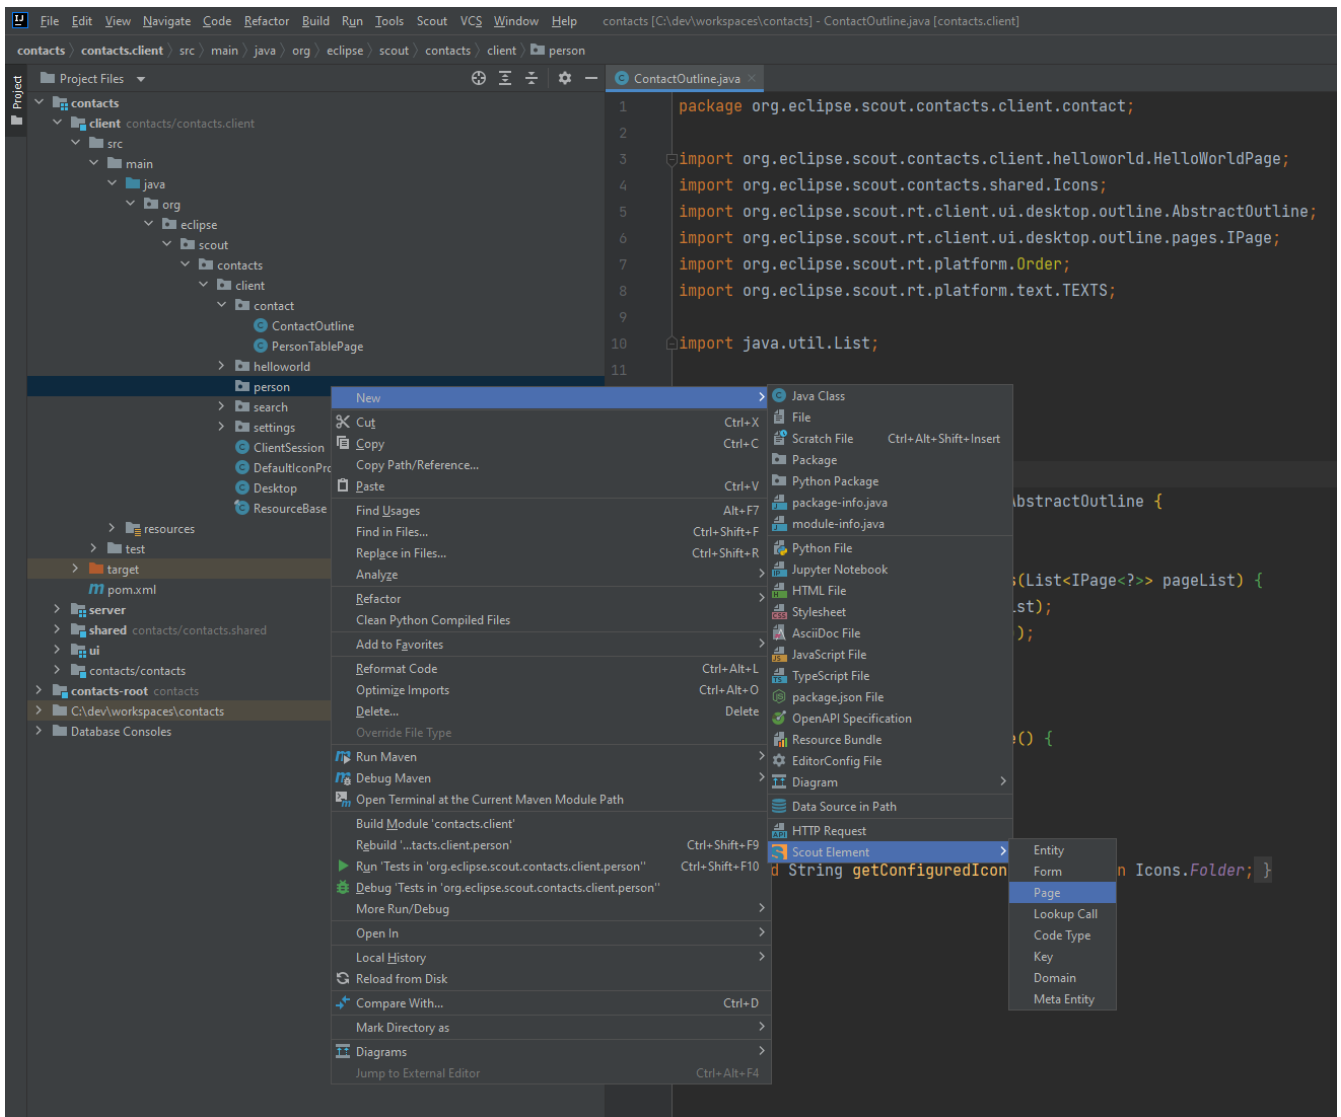 IJ File Edit View Navigate Code Refactor Build Run Tools Scout VCS Window Help contacts [C:\dev\workspaces\contacts] - ContactOutline.java [contacts.client]
contacts contacts.client src main java org eclipse scout contacts client person
Project
Project Files
ContactOutline.java
contacts
client contacts/contacts.client
src
main
java
org
eclipse
scout
contacts
client
contact
ContactOutline
PersonTablePage
helloworld
person
search
settings
ClientSession
DefaultIconPro
Desktop
ResourceBase
resources
test
target
pom.xml
server
shared contacts/contacts.shared
ui
contacts/contacts
contacts-root contacts
C:\dev\workspaces\contacts
Database Consoles
1 package org.eclipse.scout.contacts.client.contact;
2
3 import org.eclipse.scout.contacts.client.helloworld.HelloWorldPage;
4 import org.eclipse.scout.contacts.shared.Icons;
5 import org.eclipse.scout.rt.client.ui.desktop.outline.AbstractOutline;
6 import org.eclipse.scout.rt.client.ui.desktop.outline.pages.IPage;
7 import org.eclipse.scout.rt.platform.Order;
8 import org.eclipse.scout.rt.platform.text.TEXTS;
9
10 import java.util.List;
11
bstractOutline {
s(List<IPage<?>> pageList) {
st);
);
e() {
d String getConfiguredIcon n Icons.Folder; }
New
Cut Ctrl+X
Copy Ctrl+C
Copy Path/Reference...
Paste Ctrl+V
Find Usages Alt+F7
Find in Files... Ctrl+Shift+F
Replace in Files... Ctrl+Shift+R
Analyze
Refactor
Clean Python Compiled Files
Add to Favorites
Reformat Code Ctrl+Alt+L
Optimize Imports Ctrl+Alt+O
Delete... Delete
Override File Type
Run Maven
Debug Maven
Open Terminal at the Current Maven Module Path
Build Module 'contacts.client'
Rebuild '...tacts.client.person' Ctrl+Shift+F9
Run 'Tests in 'org.eclipse.scout.contacts.client.person'' Ctrl+Shift+F10
Debug 'Tests in 'org.eclipse.scout.contacts.client.person''
More Run/Debug
Open In
Local History
Reload from Disk
Compare With... Ctrl+D
Mark Directory as
Diagrams
Jump to External Editor Ctrl+Alt+F4
Java Class
File
Scratch File Ctrl+Alt+Shift+Insert
Package
Python Package
package-info.java
module-info.java
Python File
Jupyter Notebook
HTML File
Stylesheet
AsciiDoc File
JavaScript File
TypeScript File
package.json File
OpenAPI Specification
Resource Bundle
EditorConfig File
Diagram
Data Source in Path
HTTP Request
Scout Element
Entity
Form
Page
Lookup Call
Code Type
Key
Domain
Meta Entity